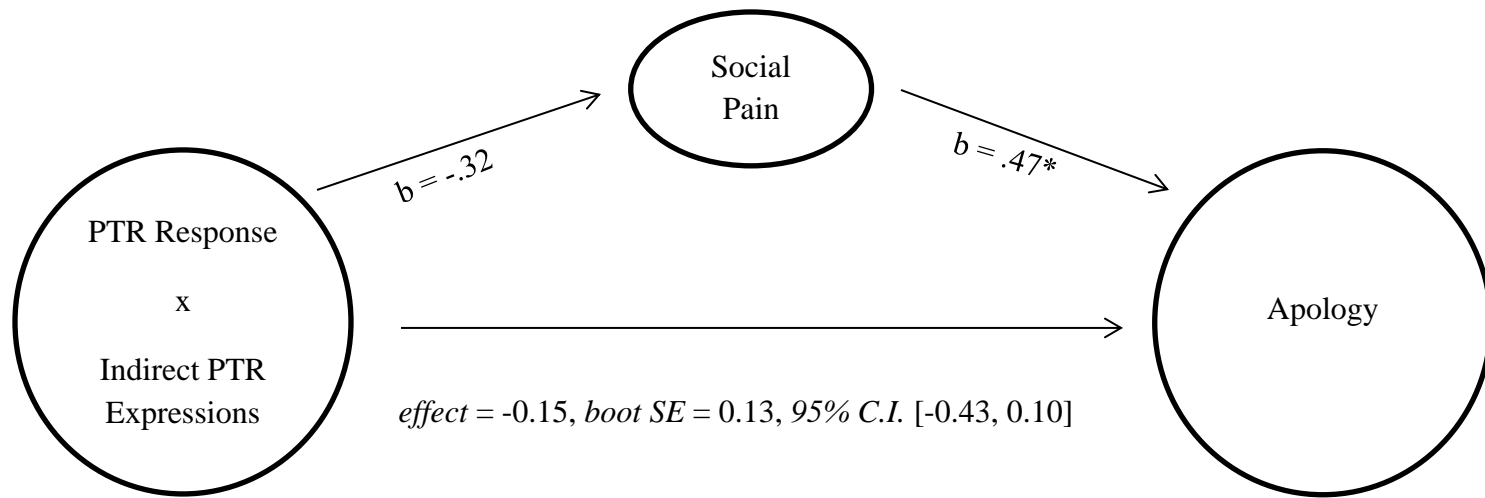 Social
Pain
b = -.32
b = .47*
PTR Response
x
Indirect PTR
Expressions
Apology
effect = -0.15, boot SE = 0.13, 95% C.I. [-0.43, 0.10]